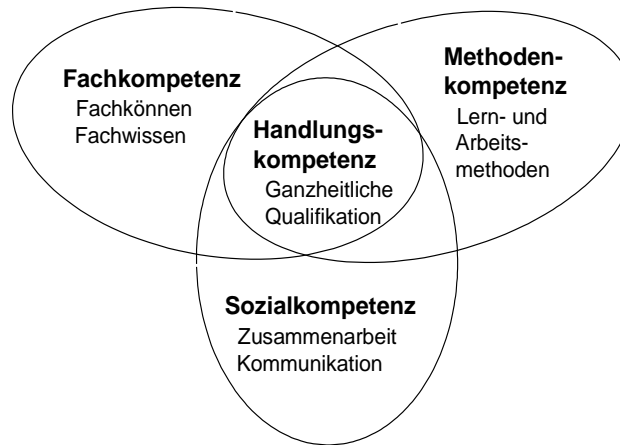 Fachkompetenz
Fachkönnen
Fachwissen
Methoden-
kompetenz
Lern- und
Arbeits-
methoden
Handlungs-
kompetenz
Ganzheitliche
Qualifikation
Sozialkompetenz
Zusammenarbeit
Kommunikation